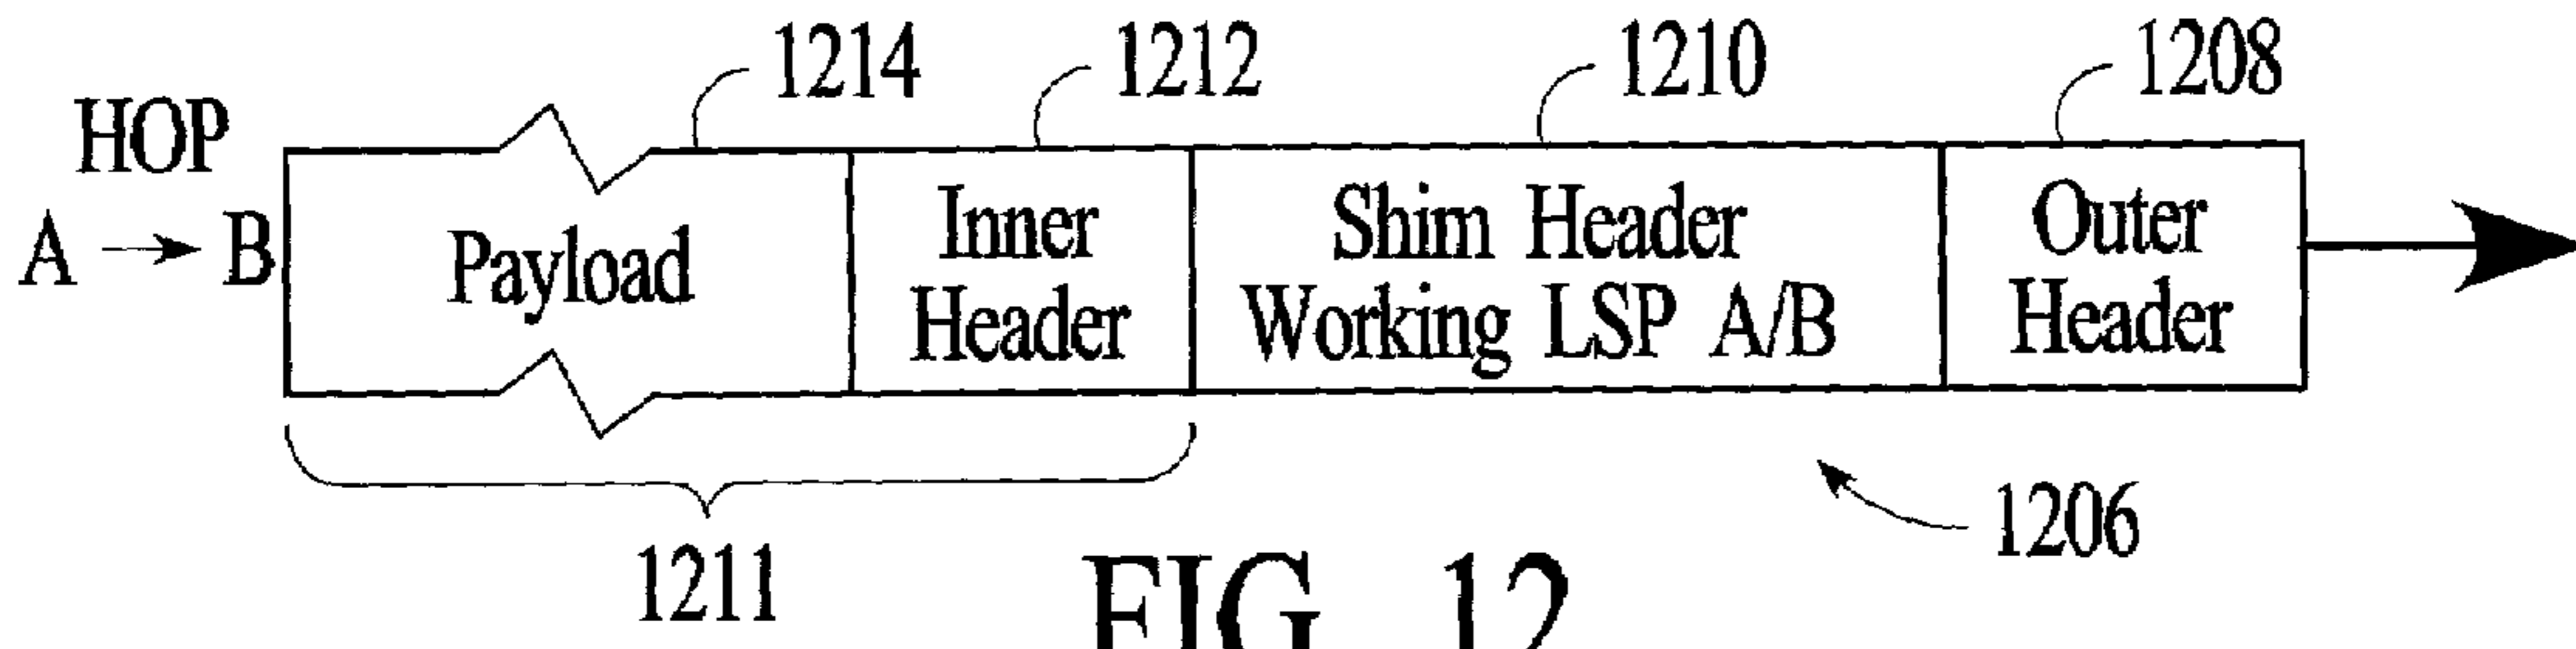 1214
1212
1210
1208
HOP
A → B
Payload
Inner
Header
Shim Header
Working LSP A/B
Outer
Header
1211
1206
FIG. 12